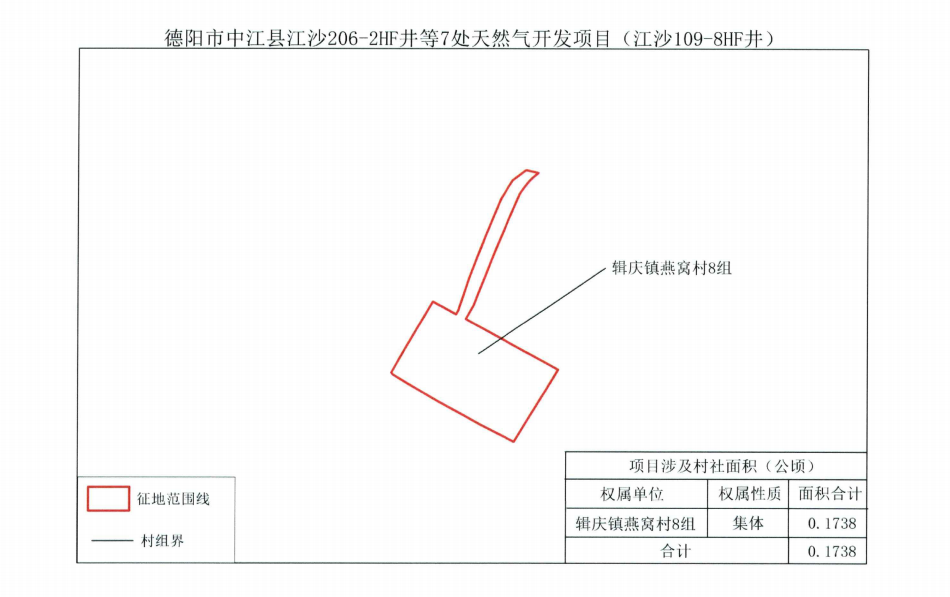 德阳市中江县江沙206-2HF井等7处天然气开发项目（江沙109-8HF井）
辑庆镇燕窝村8组
项目涉及村社面积（公顷）
权属单位 权属性质 面积合计
辑庆镇燕窝村8组 集体 0.1738
合计 0.1738
征地范围线
村组界